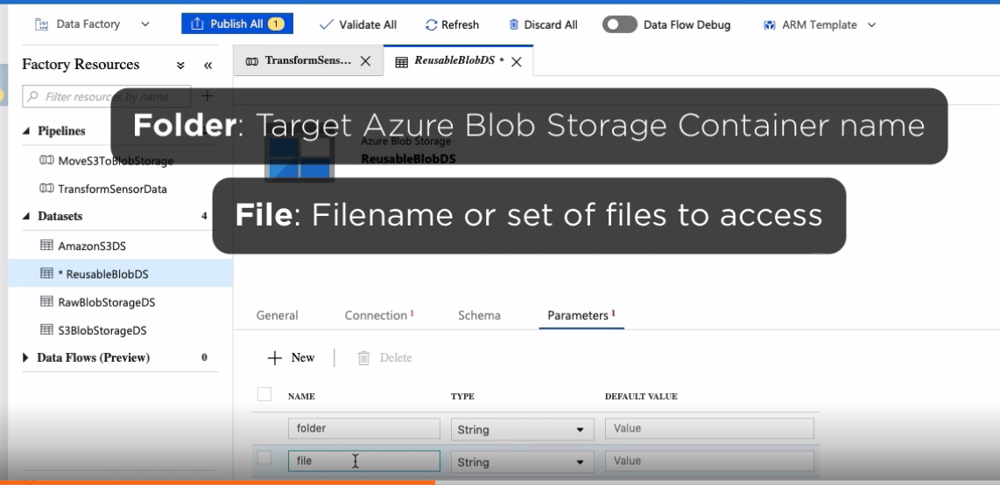 Data Factory
Publish All 1
Validate All
Refresh
Discard All
Data Flow Debug
ARM Template
Factory Resources
TransformSens...
ReusableBlobDS *
Filter resources by name
Folder: Target Azure Blob Storage Container name
Azure Blob Storage
ReusableBlobDS
File: Filename or set of files to access
Pipelines
MoveS3ToBlobStorage
TransformSensorData
Datasets 4
AmazonS3DS
* ReusableBlobDS
RawBlobStorageDS
S3BlobStorageDS
Data Flows (Preview) 0
General
Connection 1
Schema
Parameters 1
New
Delete
NAME TYPE DEFAULT VALUE
folder String Value
file String Value